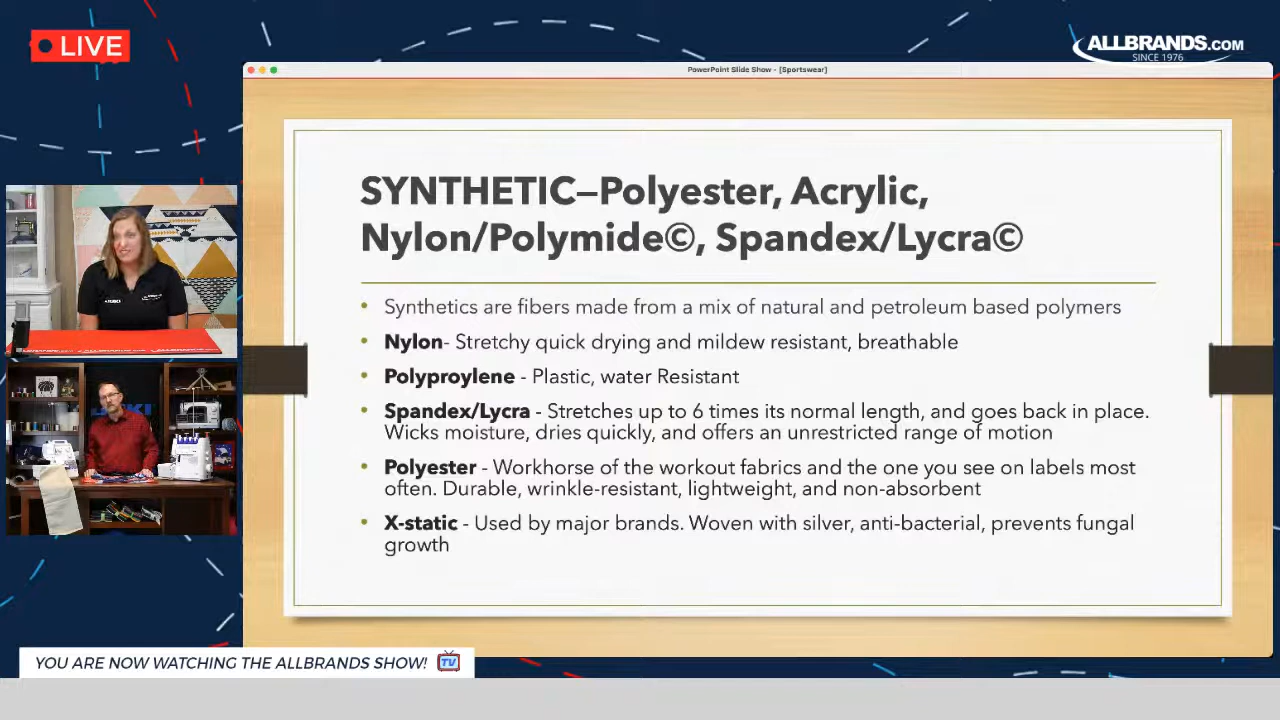 LIVE
ALLBRANDS.COM
SINCE 1976
PowerPoint Slide Show - [Sportswear]
SYNTHETIC—Polyester, Acrylic,
Nylon/Polymide©, Spandex/Lycra©
• Synthetics are fibers made from a mix of natural and petroleum based polymers
• Nylon- Stretchy quick drying and mildew resistant, breathable
• Polyproylene - Plastic, water Resistant
• Spandex/Lycra - Stretches up to 6 times its normal length, and goes back in place.
Wicks moisture, dries quickly, and offers an unrestricted range of motion
• Polyester - Workhorse of the workout fabrics and the one you see on labels most
often. Durable, wrinkle-resistant, lightweight, and non-absorbent
• X-static - Used by major brands. Woven with silver, anti-bacterial, prevents fungal
growth
JUKI
YOU ARE NOW WATCHING THE ALLBRANDS SHOW!
TV